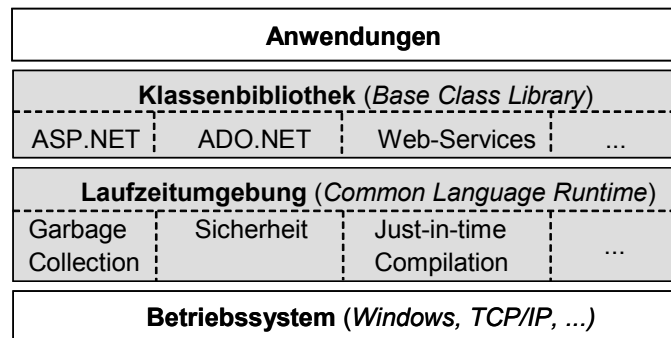 Anwendungen
Klassenbibliothek (Base Class Library)
ASP.NET ADO.NET Web-Services ...
Laufzeitumgebung (Common Language Runtime)
Garbage Sicherheit Just-in-time
Collection Compilation ...
Betriebssystem (Windows, TCP/IP, ...)